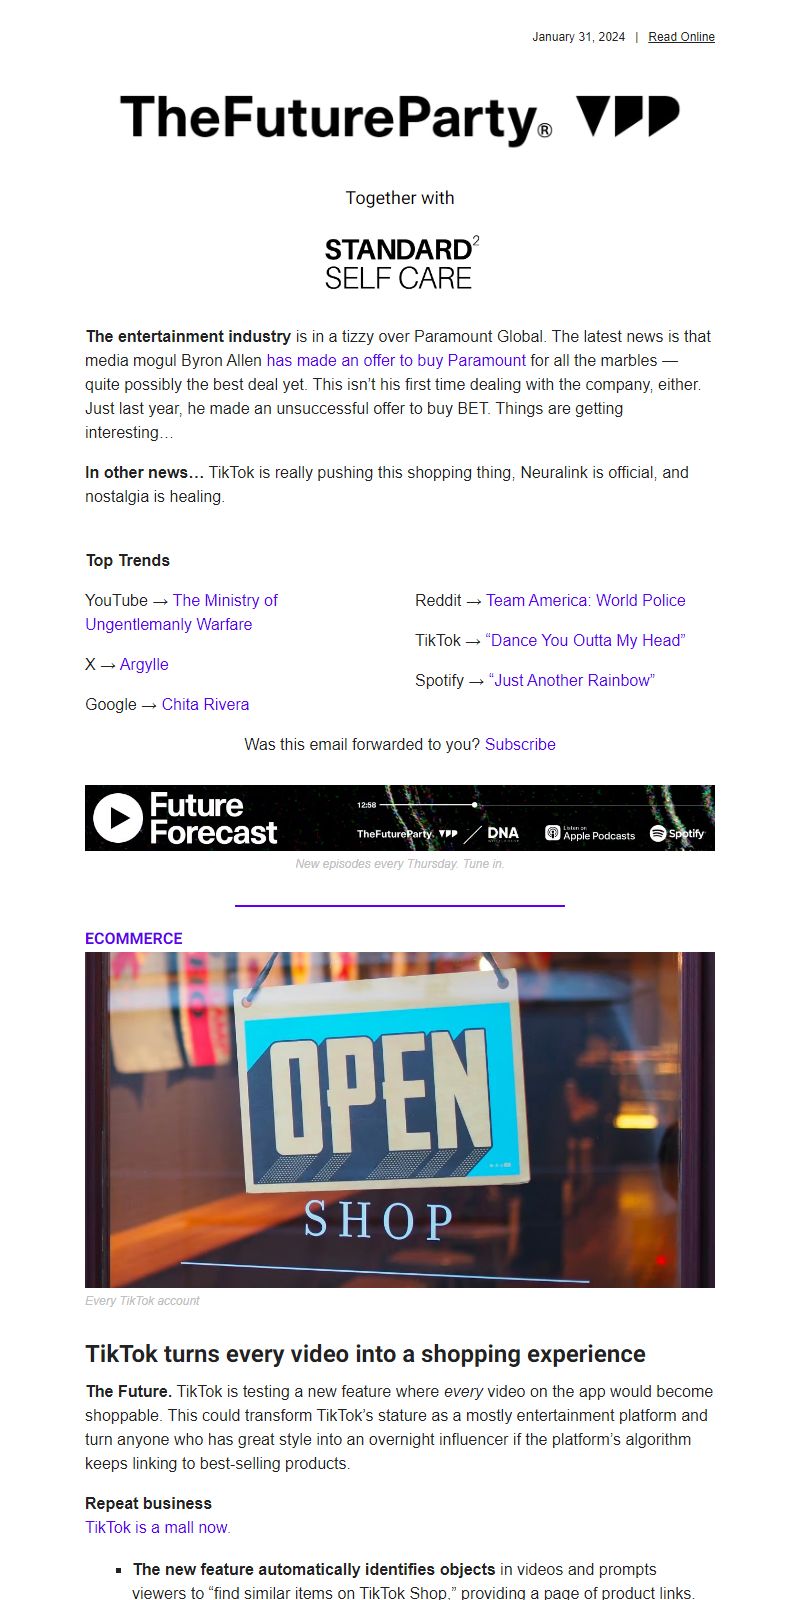 January 31, 2024 | Read Online
TheFutureParty®
Together with
STANDARD²
SELF CARE
The entertainment industry is in a tizzy over Paramount Global. The latest news is that
media mogul Byron Allen has made an offer to buy Paramount for all the marbles —
quite possibly the best deal yet. This isn’t his first time dealing with the company, either.
Just last year, he made an unsuccessful offer to buy BET. Things are getting
interesting…
In other news… TikTok is really pushing this shopping thing, Neuralink is official, and
nostalgia is healing.
Top Trends
YouTube → The Ministry of
Ungentlemanly Warfare
X → Argylle
Google → Chita Rivera
Reddit → Team America: World Police
TikTok → “Dance You Outta My Head”
Spotify → “Just Another Rainbow”
Was this email forwarded to you? Subscribe
Future
Forecast
12:58
TheFutureParty. DNA
Listen on
Apple Podcasts
Spotify
New episodes every Thursday. Tune in.
ECOMMERCE
OPEN
SHOP
Every TikTok account
TikTok turns every video into a shopping experience
The Future. TikTok is testing a new feature where every video on the app would become
shoppable. This could transform TikTok’s stature as a mostly entertainment platform and
turn anyone who has great style into an overnight influencer if the platform’s algorithm
keeps linking to best-selling products.
Repeat business
TikTok is a mall now.
▪ The new feature automatically identifies objects in videos and prompts
viewers to “find similar items on TikTok Shop,” providing a page of product links.